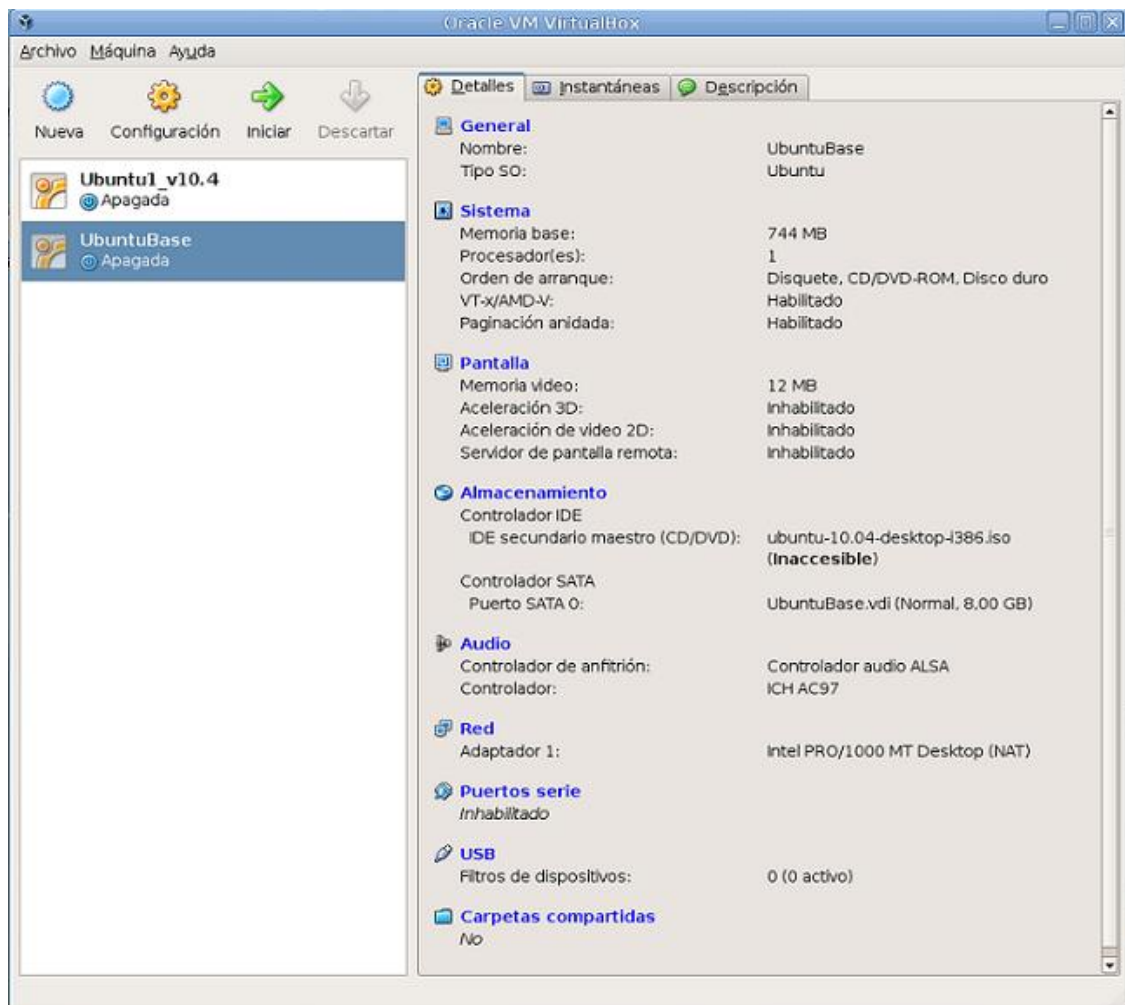 Oracle VM VirtualBox
Archivo Máquina Ayuda
Nueva Configuración Iniciar Descartar
Ubuntu1_v10.4
Apagada
UbuntuBase
Apagada
Detalles Instantáneas Descripción
General
Nombre: UbuntuBase
Tipo SO: Ubuntu
Sistema
Memoria base: 744 MB
Procesador(es): 1
Orden de arranque: Disquete, CD/DVD-ROM, Disco duro
VT-x/AMD-V: Habilitado
Paginación anidada: Habilitado
Pantalla
Memoria video: 12 MB
Aceleración 3D: Inhabilitado
Aceleración de video 2D: Inhabilitado
Servidor de pantalla remota: Inhabilitado
Almacenamiento
Controlador IDE
IDE secundario maestro (CD/DVD): ubuntu-10.04-desktop-i386.iso
(Inaccesible)
Controlador SATA
Puerto SATA 0: UbuntuBase.vdi (Normal, 8.00 GB)
Audio
Controlador de anfitrión: Controlador audio ALSA
Controlador: ICH AC97
Red
Adaptador 1: Intel PRO/1000 MT Desktop (NAT)
Puertos serie
Inhabilitado
USB
Filtros de dispositivos: 0 (0 activo)
Carpetas compartidas
No